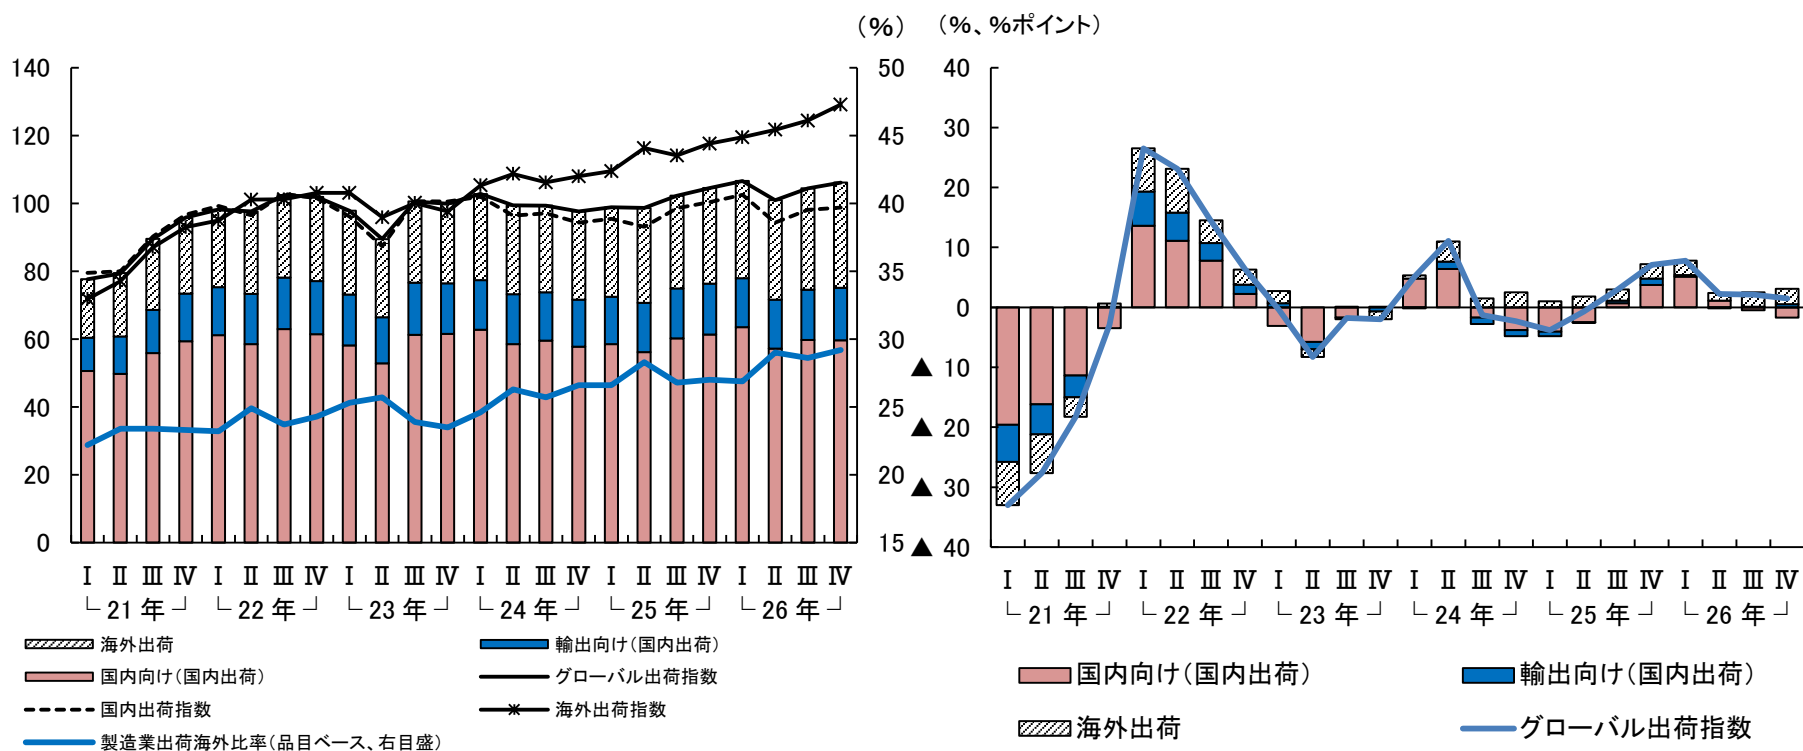 (%)
(%、%ポイント)
140
120
100
80
60
40
20
0
50
45
40
35
30
25
20
15
Ⅰ Ⅱ Ⅲ Ⅳ Ⅰ Ⅱ Ⅲ Ⅳ Ⅰ Ⅱ Ⅲ Ⅳ Ⅰ Ⅱ Ⅲ Ⅳ Ⅰ Ⅱ Ⅲ Ⅳ Ⅰ Ⅱ Ⅲ Ⅳ
└ 21 年 ┘ └ 22 年 ┘ └ 23 年 ┘ └ 24 年 ┘ └ 25 年 ┘ └ 26 年 ┘
海外出荷 輸出向け(国内出荷)
国内向け(国内出荷) グローバル出荷指数
国内出荷指数 海外出荷指数
製造業出荷海外比率(品目ベース、右目盛)
40
30
20
10
0
▲ 10
▲ 20
▲ 30
▲ 40
Ⅰ Ⅱ Ⅲ Ⅳ Ⅰ Ⅱ Ⅲ Ⅳ Ⅰ Ⅱ Ⅲ Ⅳ Ⅰ Ⅱ Ⅲ Ⅳ Ⅰ Ⅱ Ⅲ Ⅳ Ⅰ Ⅱ Ⅲ Ⅳ
└ 21 年 ┘ └ 22 年 ┘ └ 23 年 ┘ └ 24 年 ┘ └ 25 年 ┘ └ 26 年 ┘
国内向け(国内出荷) 輸出向け(国内出荷)
海外出荷 グローバル出荷指数